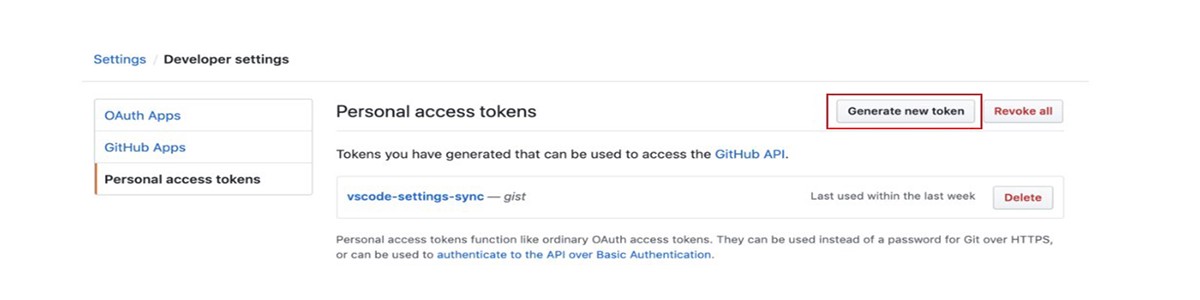 Settings / Developer settings
OAuth Apps
GitHub Apps
Personal access tokens
Personal access tokens
Generate new token
Revoke all
Tokens you have generated that can be used to access the GitHub API.
vscode-settings-sync — gist
Last used within the last week
Delete
Personal access tokens function like ordinary OAuth access tokens. They can be used instead of a password for Git over HTTPS,
or can be used to authenticate to the API over Basic Authentication.